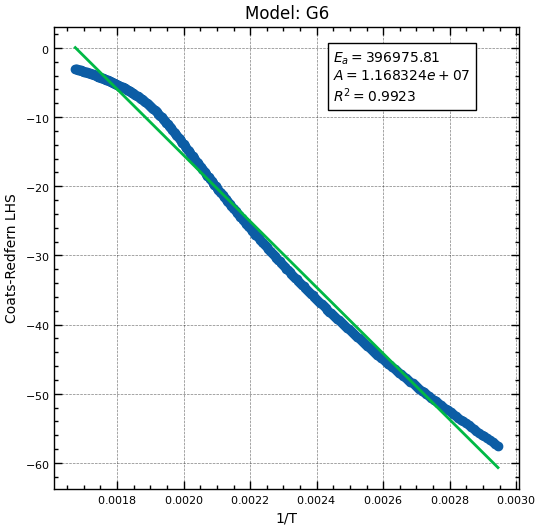 Model: G6
E_a = 396975.81
A = 1.168324e + 07
R² = 0.9923
Coats-Redfern LHS
0
−10
−20
−30
−40
−50
−60
0.0018 0.0020 0.0022 0.0024 0.0026 0.0028 0.0030
1/T